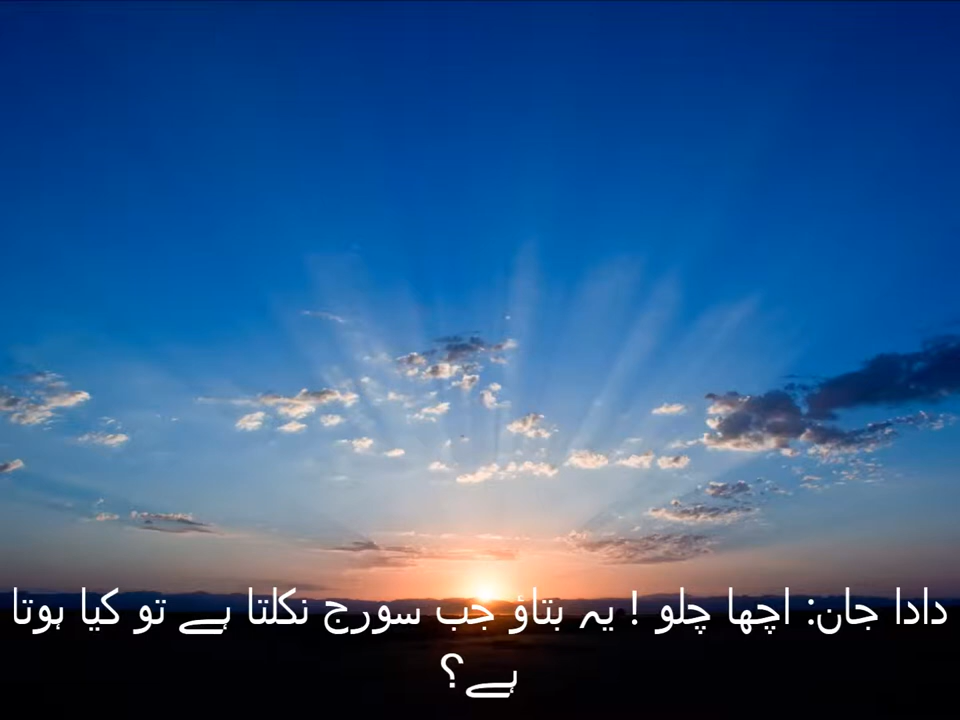 دادا جان: اچھا چلو ! یہ بتاؤ جب سورج نکلتا ہے تو کیا ہوتا
ہے؟